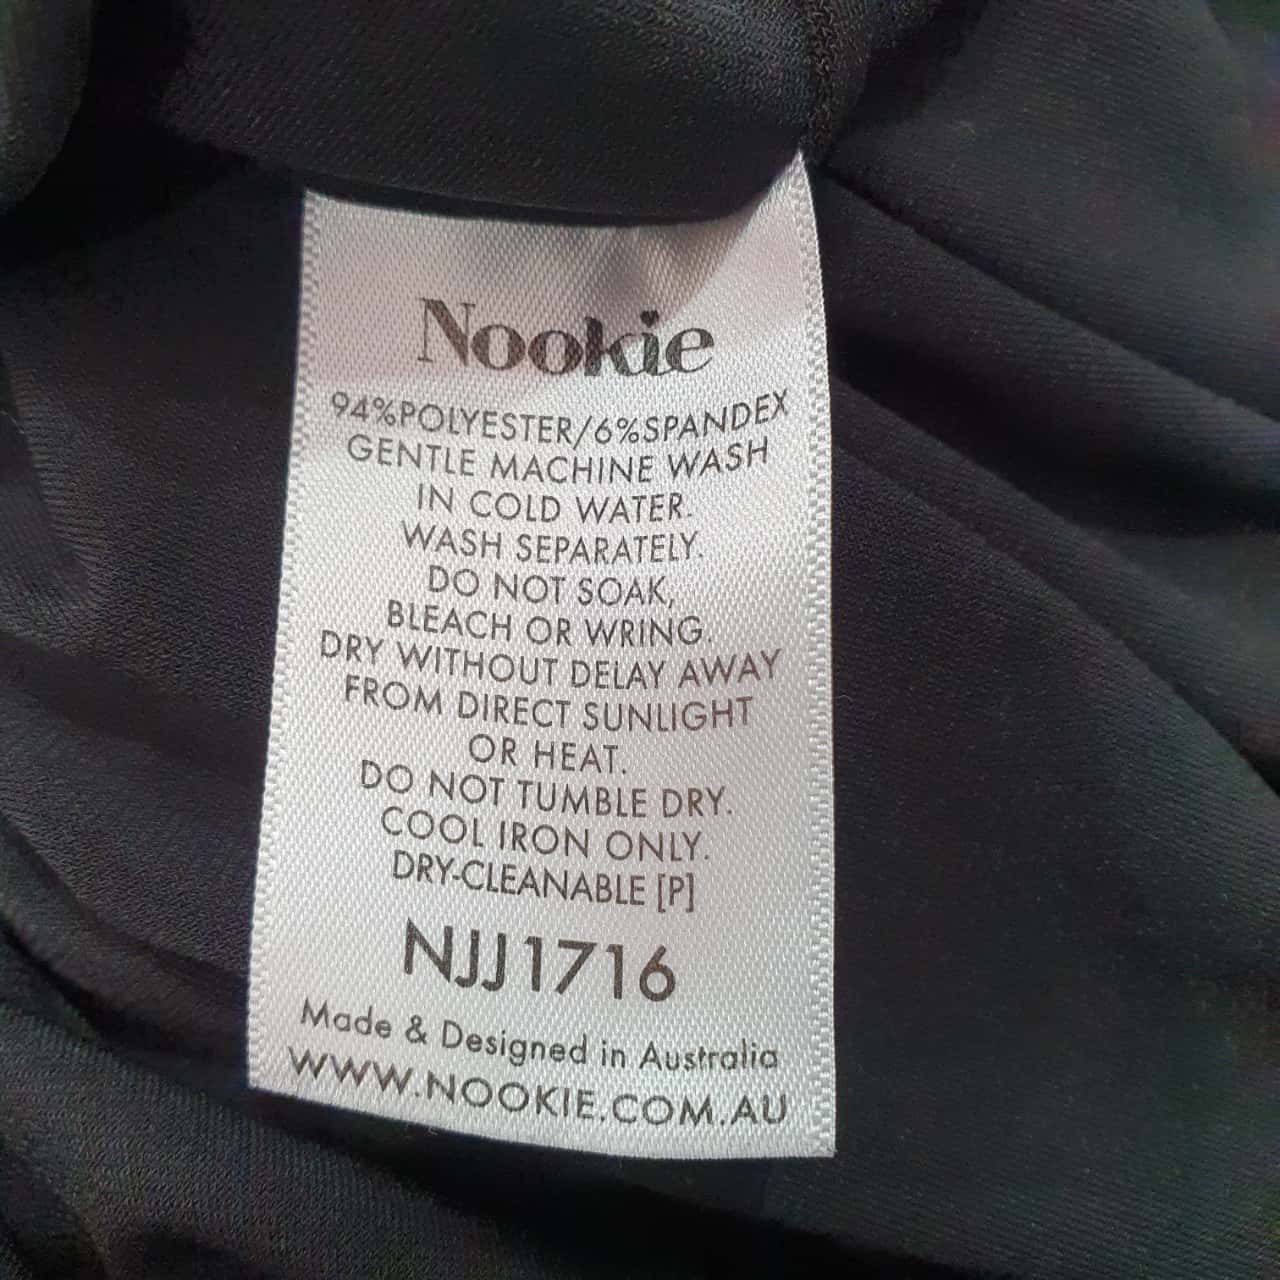 Nookie
94%POLYESTER/6%SPANDEX
GENTLE MACHINE WASH
IN COLD WATER.
WASH SEPARATELY.
DO NOT SOAK,
BLEACH OR WRING.
DRY WITHOUT DELAY AWAY
FROM DIRECT SUNLIGHT
OR HEAT.
DO NOT TUMBLE DRY.
COOL IRON ONLY.
DRY-CLEANABLE [P]
NJJ1716
Made & Designed in Australia
WWW.NOOKIE.COM.AU